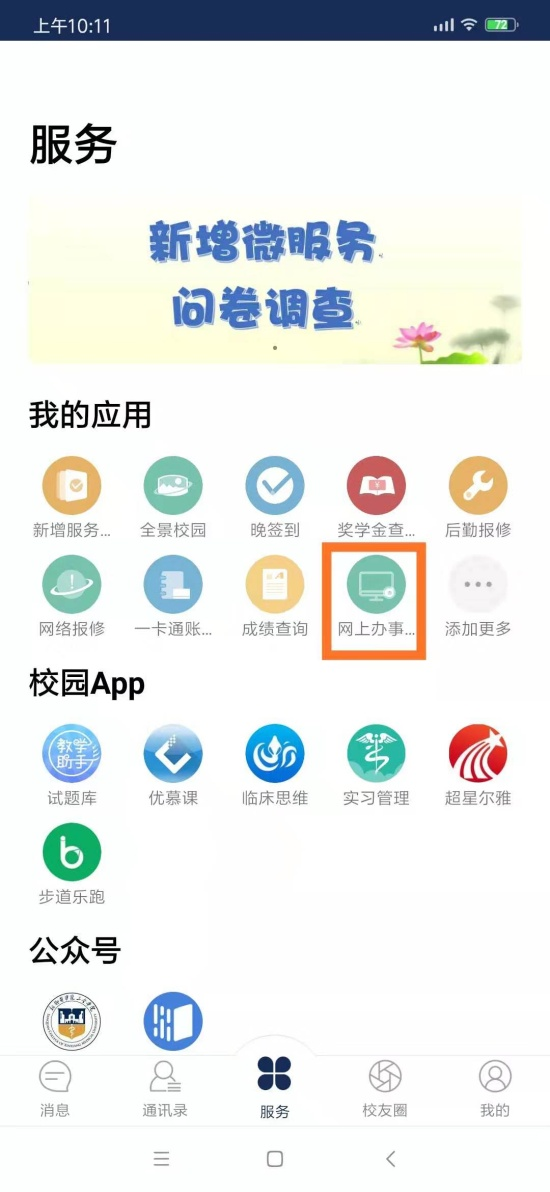 上午10:11
72
服务
新增微服务
问卷调查
我的应用
新增服务...
全景校园
晚签到
奖学金查...
后勤报修
网络报修
一卡通账...
成绩查询
网上办事...
添加更多
校园App
教学
助手
试题库
优慕课
临床思维
实习管理
超星尔雅
步道乐跑
公众号
消息
通讯录
服务
校友圈
我的